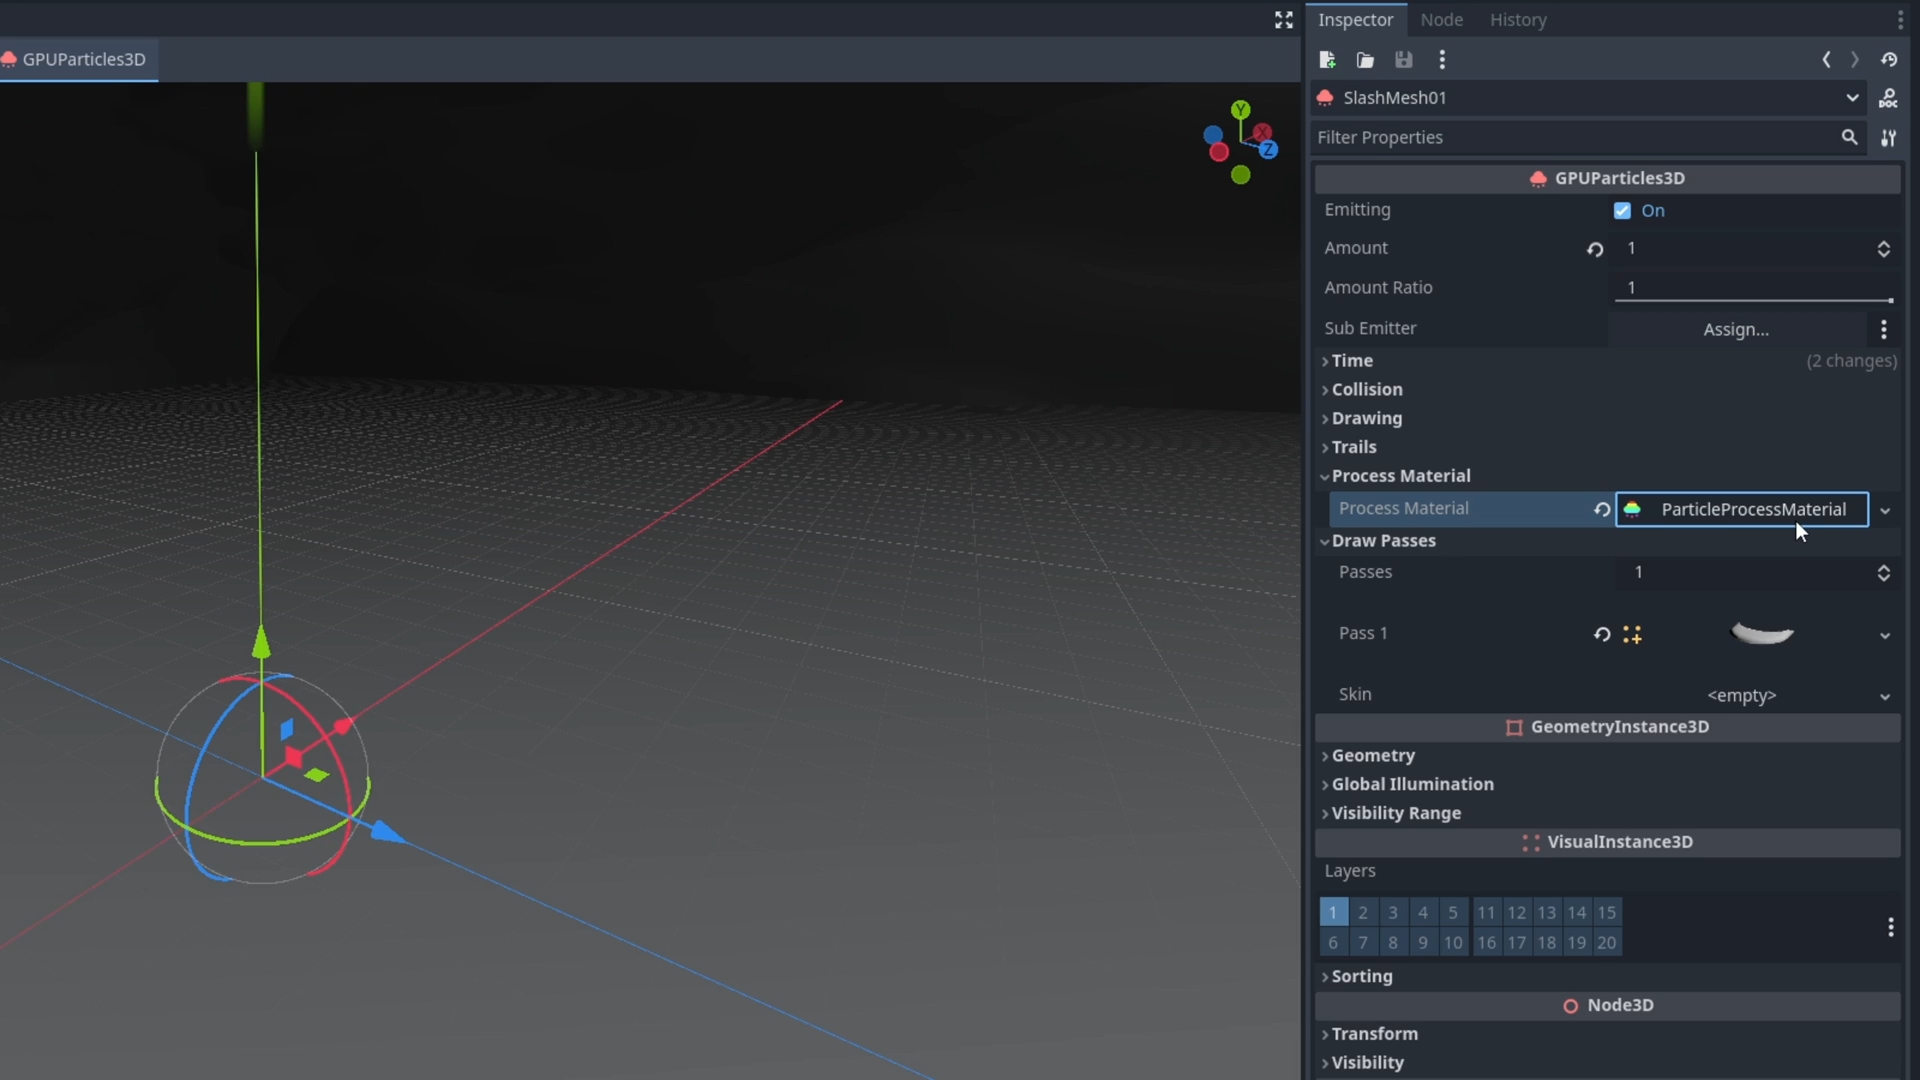 Inspector Node History
GPUParticles3D
SlashMesh01
DOC
Filter Properties
Y
X
Z
GPUParticles3D
Emitting On
Amount 1
Amount Ratio 1
Sub Emitter Assign...
Time (2 changes)
Collision
Drawing
Trails
Process Material
Process Material ParticleProcessMaterial
Draw Passes
Passes 1
Pass 1
Skin <empty>
GeometryInstance3D
Geometry
Global Illumination
Visibility Range
VisualInstance3D
Layers
1 2 3 4 5 11 12 13 14 15
6 7 8 9 10 16 17 18 19 20
Sorting
Node3D
Transform
Visibility